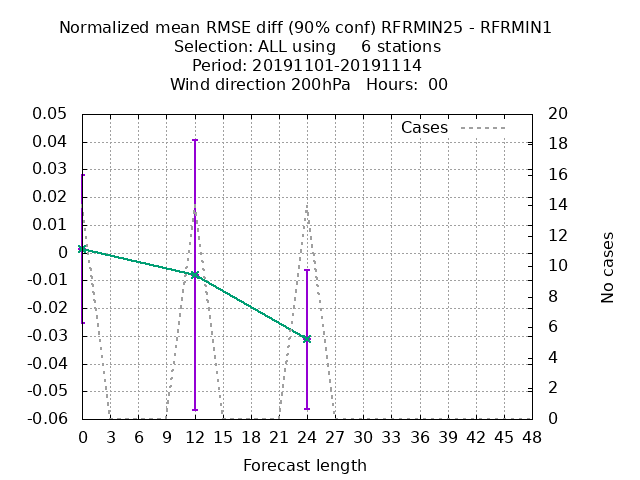 Normalized mean RMSE diff (90% conf) RFRMIN25 - RFRMIN1
Selection: ALL using 6 stations
Period: 20191101-20191114
Wind direction 200hPa Hours: 00
Cases
0.05
0.04
0.03
0.02
0.01
0
-0.01
-0.02
-0.03
-0.04
-0.05
-0.06
20
18
16
14
12
10
8
6
4
2
0
No cases
0 3 6 9 12 15 18 21 24 27 30 33 36 39 42 45 48
Forecast length